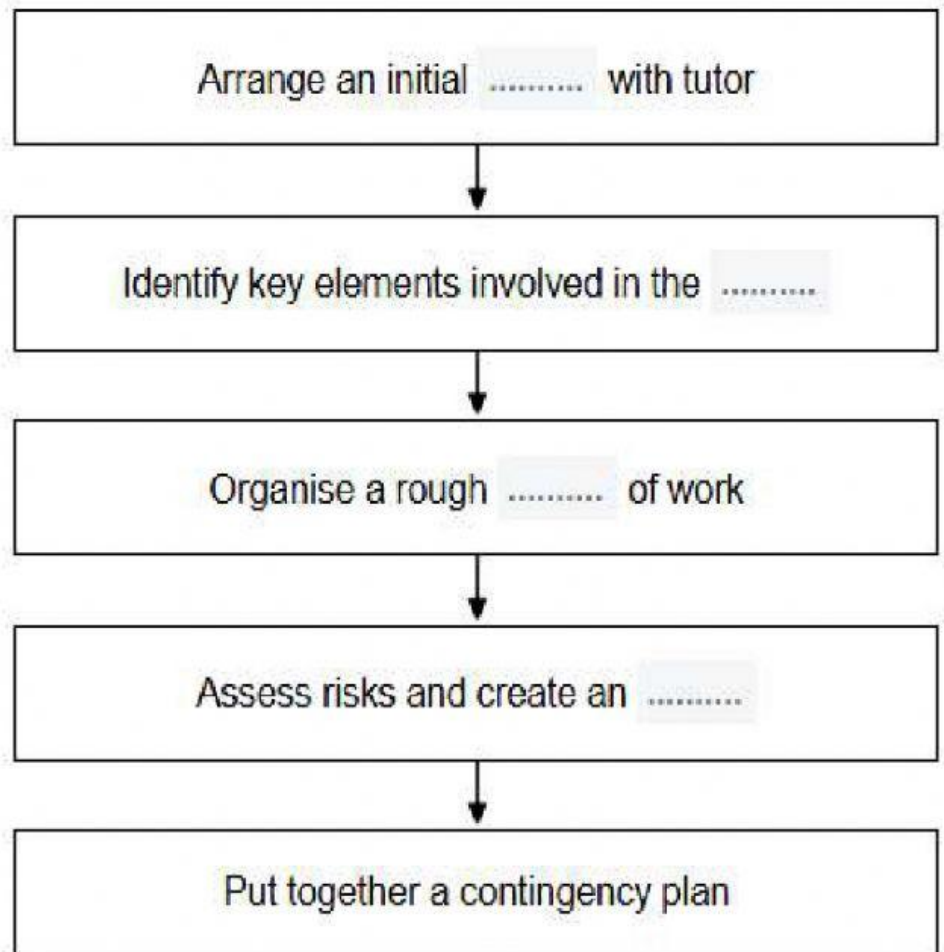 Arrange an initial .......... with tutor
Identify key elements involved in the ..........
Organise a rough .......... of work
Assess risks and create an ..........
Put together a contingency plan